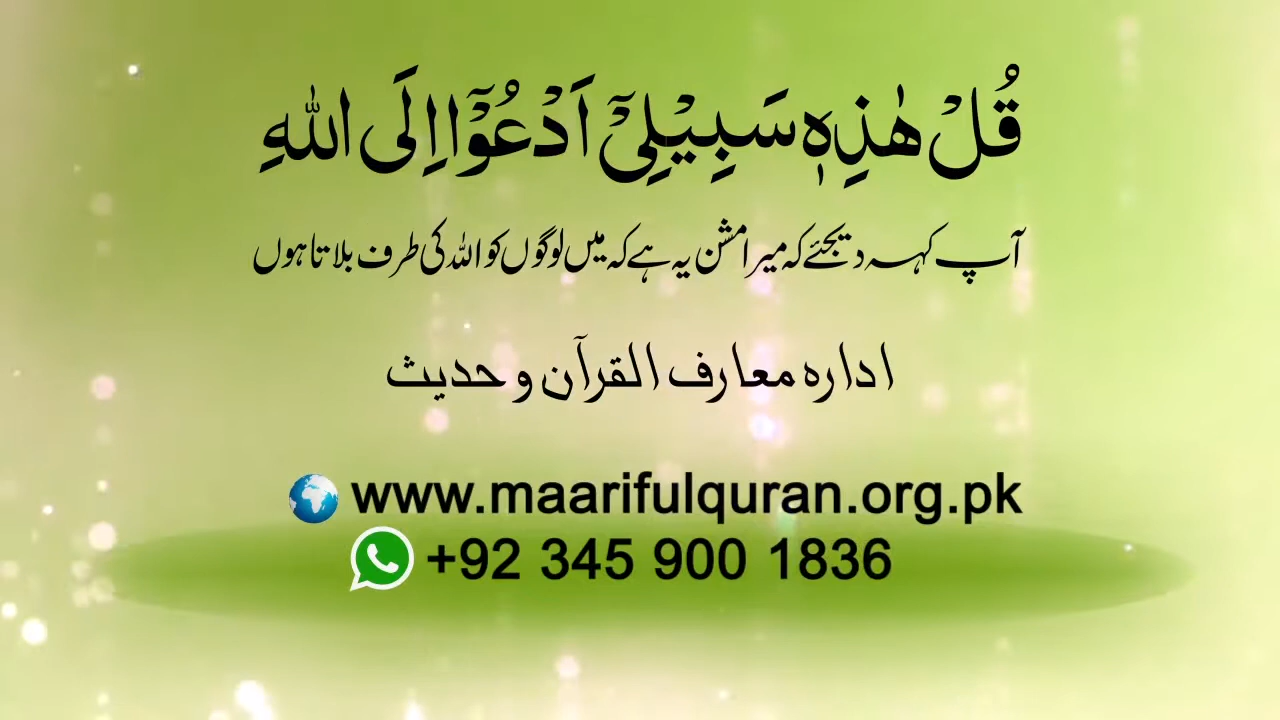 قُلْ هٰذِهٖ سَبِيْلِيْۤ اَدْعُوْۤا اِلَى اللّٰهِ
آپ کہہ دیجئے کہ میرا مشن یہ ہے کہ میں لوگوں کو اللہ کی طرف بلاتا ہوں
ادارہ معارف القرآن و حدیث
www.maarifulquran.org.pk
+92 345 900 1836